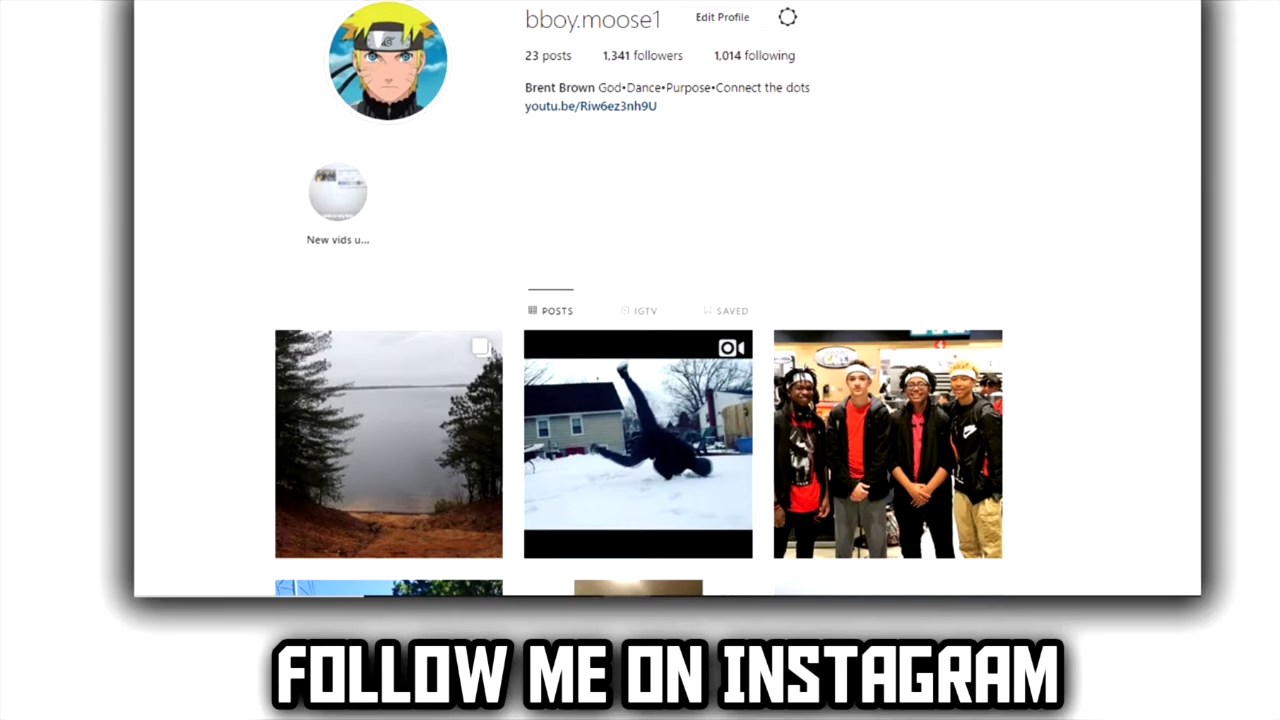 bboy.moose1 Edit Profile
23 posts 1,341 followers 1,014 following
Brent Brown God•Dance•Purpose•Connect the dots
youtu.be/Riw6ez3nh9U
New vids u...
POSTS IGTV SAVED
FOLLOW ME ON INSTAGRAM